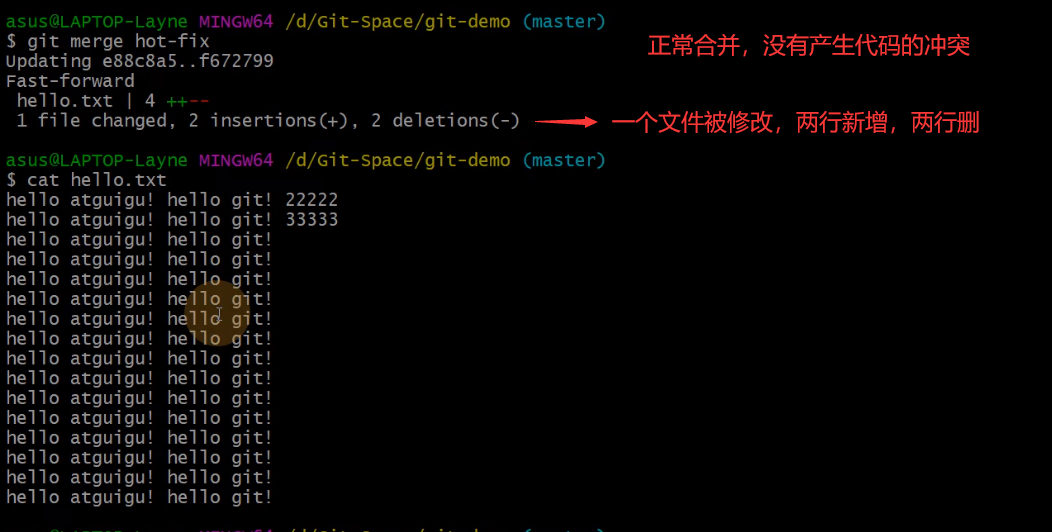 asus@LAPTOP-Layne MINGW64 /d/Git-Space/git-demo (master)
$ git merge hot-fix
正常合并，没有产生代码的冲突
Updating e88c8a5..f672799
Fast-forward
hello.txt | 4 ++--
1 file changed, 2 insertions(+), 2 deletions(-)
一个文件被修改，两行新增，两行删
asus@LAPTOP-Layne MINGW64 /d/Git-Space/git-demo (master)
$ cat hello.txt
hello atguigu! hello git! 22222
hello atguigu! hello git! 33333
hello atguigu! hello git!
hello atguigu! hello git!
hello atguigu! hello git!
hello atguigu! hello git!
hello atguigu! hello git!
hello atguigu! hello git!
hello atguigu! hello git!
hello atguigu! hello git!
hello atguigu! hello git!
hello atguigu! hello git!
hello atguigu! hello git!
hello atguigu! hello git!
hello atguigu! hello git!
hello atguigu! hello git!